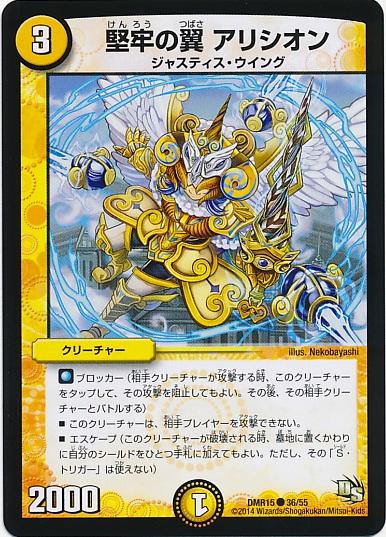 3
けんろう つばさ
堅牢の翼 アリシオン
ジャスティス・ウイング
クリーチャー
illus. Nekobayashi
ブロッカー(相手クリーチャーが攻撃する時、このクリーチャー
をタップして、その攻撃を阻止してもよい。その後、その相手クリ
ーチャーとバトルする)
■ このクリーチャーは、相手プレイヤーを攻撃できない。
■ エスケープ(このクリーチャーが破壊される時、墓地に置くかわり
に自分のシールドをひとつ手札に加えてもよい。ただし、その「S・
トリガー」は使えない)
2000
1
DMR15 ● 36/55
©2014 Wizards/Shogakukan/Mitsui-Kids
DS